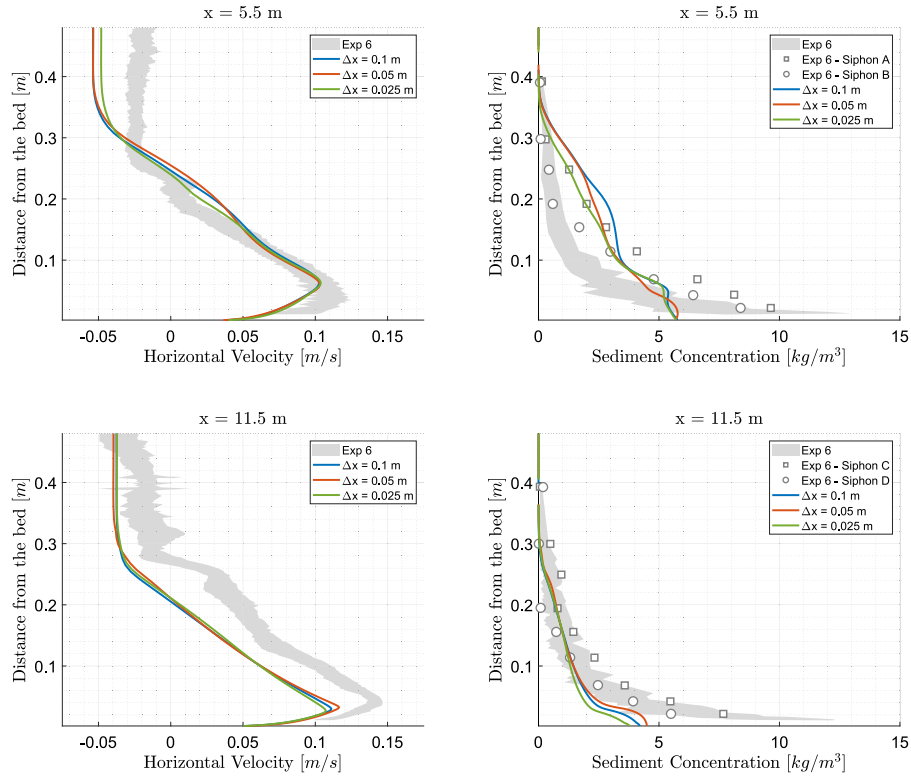 x = 5.5 m
Distance from the bed [m]
0.4
0.3
0.2
0.1
Exp 6
Δx = 0.1 m
Δx = 0.05 m
Δx = 0.025 m
-0.05 0 0.05 0.1 0.15
Horizontal Velocity [m/s]
x = 5.5 m
Distance from the bed [m]
0.4
0.3
0.2
0.1
Exp 6
Exp 6 - Siphon A
Exp 6 - Siphon B
Δx = 0.1 m
Δx = 0.05 m
Δx = 0.025 m
0 5 10 15
Sediment Concentration [kg/m³]
x = 11.5 m
Distance from the bed [m]
0.4
0.3
0.2
0.1
Exp 6
Δx = 0.1 m
Δx = 0.05 m
Δx = 0.025 m
-0.05 0 0.05 0.1 0.15
Horizontal Velocity [m/s]
x = 11.5 m
Distance from the bed [m]
0.4
0.3
0.2
0.1
Exp 6
Exp 6 - Siphon C
Exp 6 - Siphon D
Δx = 0.1 m
Δx = 0.05 m
Δx = 0.025 m
0 5 10 15
Sediment Concentration [kg/m³]